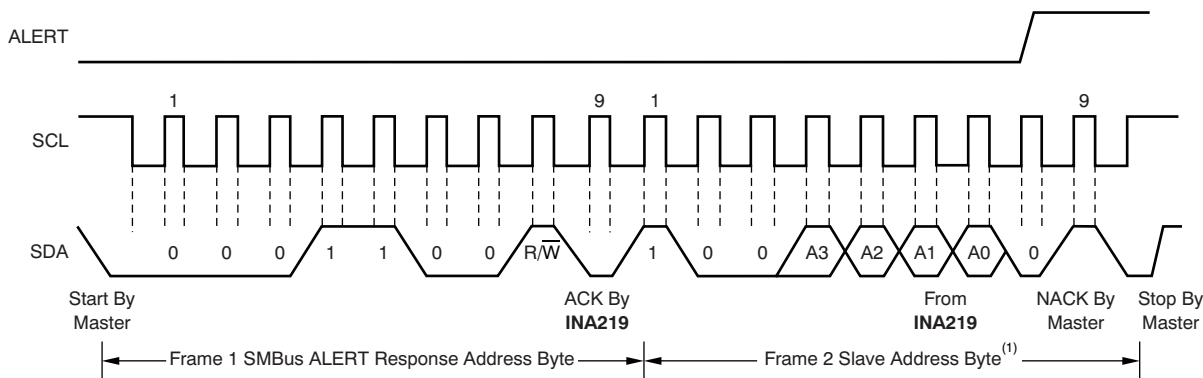 ALERT
1 9 1 9
SCL
SDA
0 0 0 1 1 0 0 R/W̅ 1 0 0 A3 A2 A1 A0 0
Start By
Master
ACK By
INA219
From
INA219
NACK By
Master
Stop By
Master
Frame 1 SMBus ALERT Response Address Byte
Frame 2 Slave Address Byte(1)